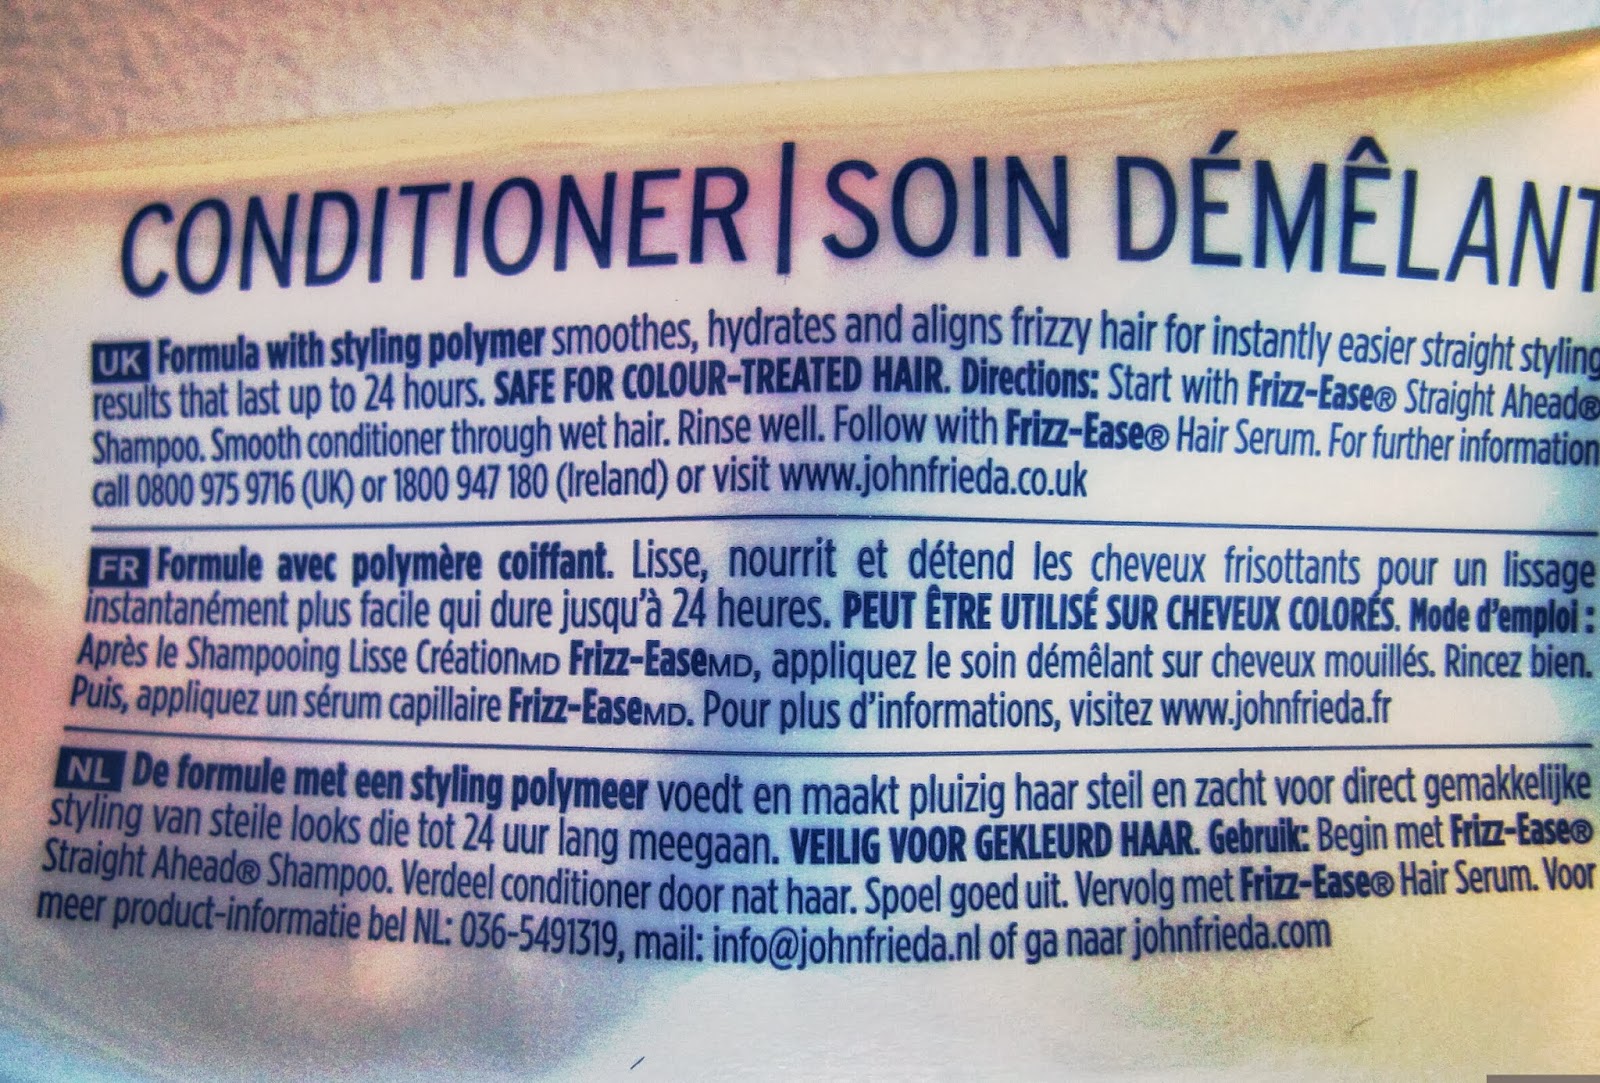 CONDITIONER | SOIN DÉMÊLANT
UK Formula with styling polymer smoothes, hydrates and aligns frizzy hair for instantly easier straight styling
results that last up to 24 hours. SAFE FOR COLOUR-TREATED HAIR. Directions: Start with Frizz-Ease® Straight Ahead®
Shampoo. Smooth conditioner through wet hair. Rinse well. Follow with Frizz-Ease® Hair Serum. For further information
call 0800 975 9716 (UK) or 1800 947 180 (Ireland) or visit www.johnfrieda.co.uk
FR Formule avec polymère coiffant. Lisse, nourrit et détend les cheveux frisottants pour un lissage
instantanément plus facile qui dure jusqu'à 24 heures. PEUT ÊTRE UTILISÉ SUR CHEVEUX COLORÉS. Mode d'emploi :
Après le Shampooing Lisse CréationMD Frizz-EaseMD, appliquez le soin démêlant sur cheveux mouillés. Rincez bien.
Puis, appliquez un sérum capillaire Frizz-EaseMD. Pour plus d'informations, visitez www.johnfrieda.fr
NL De formule met een styling polymeer voedt en maakt pluizig haar steil en zacht voor direct gemakkelijke
styling van steile looks die tot 24 uur lang meegaan. VEILIG VOOR GEKLEURD HAAR. Gebruik: Begin met Frizz-Ease®
Straight Ahead® Shampoo. Verdeel conditioner door nat haar. Spoel goed uit. Vervolg met Frizz-Ease® Hair Serum. Voor
meer product-informatie bel NL: 036-5491319, mail: info@johnfrieda.nl of ga naar johnfrieda.com